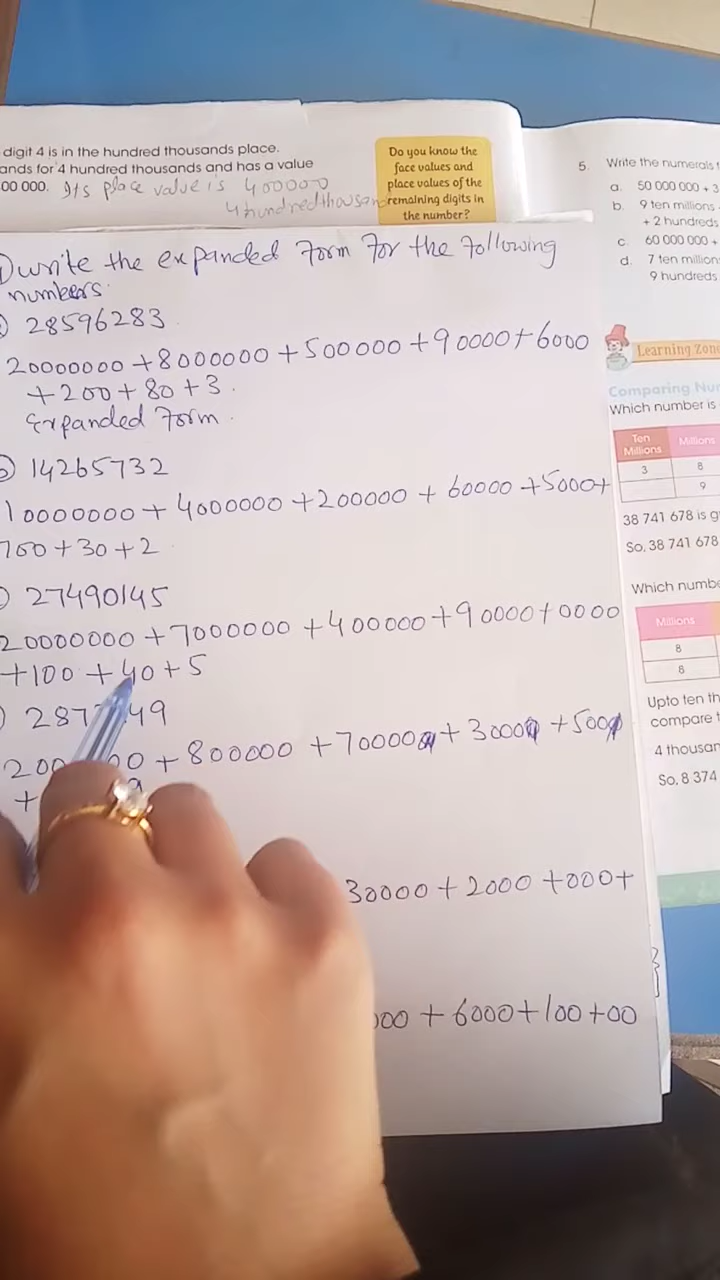 digit 4 is in the hundred thousands place.
ands for 4 hundred thousands and has a value
00 000. Its place value is 400000
4 hundred thousand
Do you know the
face values and
place values of the
remaining digits in
the number?
write the expanded form for the following
numbers.
28596283
20000000 + 8000000 + 500000 + 90000 + 6000
+ 200 + 80 + 3.
Expanded form.
14265732
10000000 + 4000000 + 200000 + 60000 + 5000 +
700 + 30 + 2
27490145
20000000 + 7000000 + 400000 + 90000 + 0000
+ 100 + 40 + 5
287 49
200 00 + 800000 + 70000 + 3000 + 500
+
30000 + 2000 + 000 +
000 + 6000 + 100 + 00
5. Write the numerals
a. 50 000 000 + 3
b. 9 ten millions
+ 2 hundreds
c. 60 000 000 +
d. 7 ten million
9 hundreds
Learning Zone
Comparing Nu
Which number is
Ten Millions Millions
3 8
9
38 741 678 is g
So, 38 741 678
Which numbe
Millions
8
8
Upto ten th
compare t
4 thousan
So, 8 374